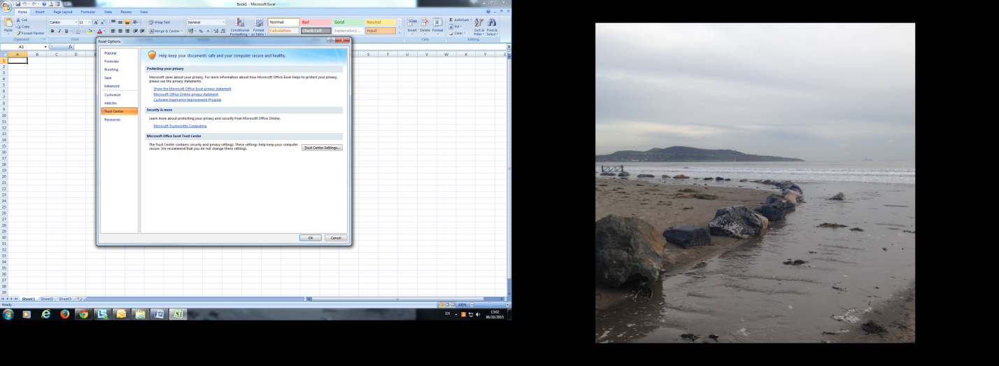 Book1 - Microsoft Excel
Home Insert Page Layout Formulas Data Review View
Cut
Copy
Format Painter
Paste
Clipboard
Calibri 11
B I U
Font
Wrap Text
Merge & Center
General
Conditional Formatting
Format as Table
Normal Bad Good Neutral
Calculation Check Cell Explanatory ... Input
Insert Delete Format
Cells
AutoSum
Fill
Clear
Sort & Filter
Find & Select
Editing
A1
fx
A B C D S T U V W X Y Z
1
2
3
4
5
6
7
8
9
10
11
12
13
14
15
16
17
18
19
20
21
22
23
24
25
26
27
28
29
30
31
32
33
34
35
36
37
38
39
Excel Options
Popular
Formulas
Proofing
Save
Advanced
Customize
Add-Ins
Trust Center
Resources
Help keep your documents safe and your computer secure and healthy.
Protecting your privacy
Microsoft cares about your privacy. For more information about how Microsoft Office Excel helps to protect your privacy,
please see the privacy statements.
Show the Microsoft Office Excel privacy statement
Microsoft Office Online privacy statement
Customer Experience Improvement Program
Security & more
Learn more about protecting your privacy and security from Microsoft Office Online.
Microsoft Trustworthy Computing
Microsoft Office Excel Trust Center
The Trust Center contains security and privacy settings. These settings help keep your computer
secure. We recommend that you do not change these settings.
Trust Center Settings...
OK Cancel
Sheet1 Sheet2 Sheet3
Ready
100%
EN
13:02
06/10/2015